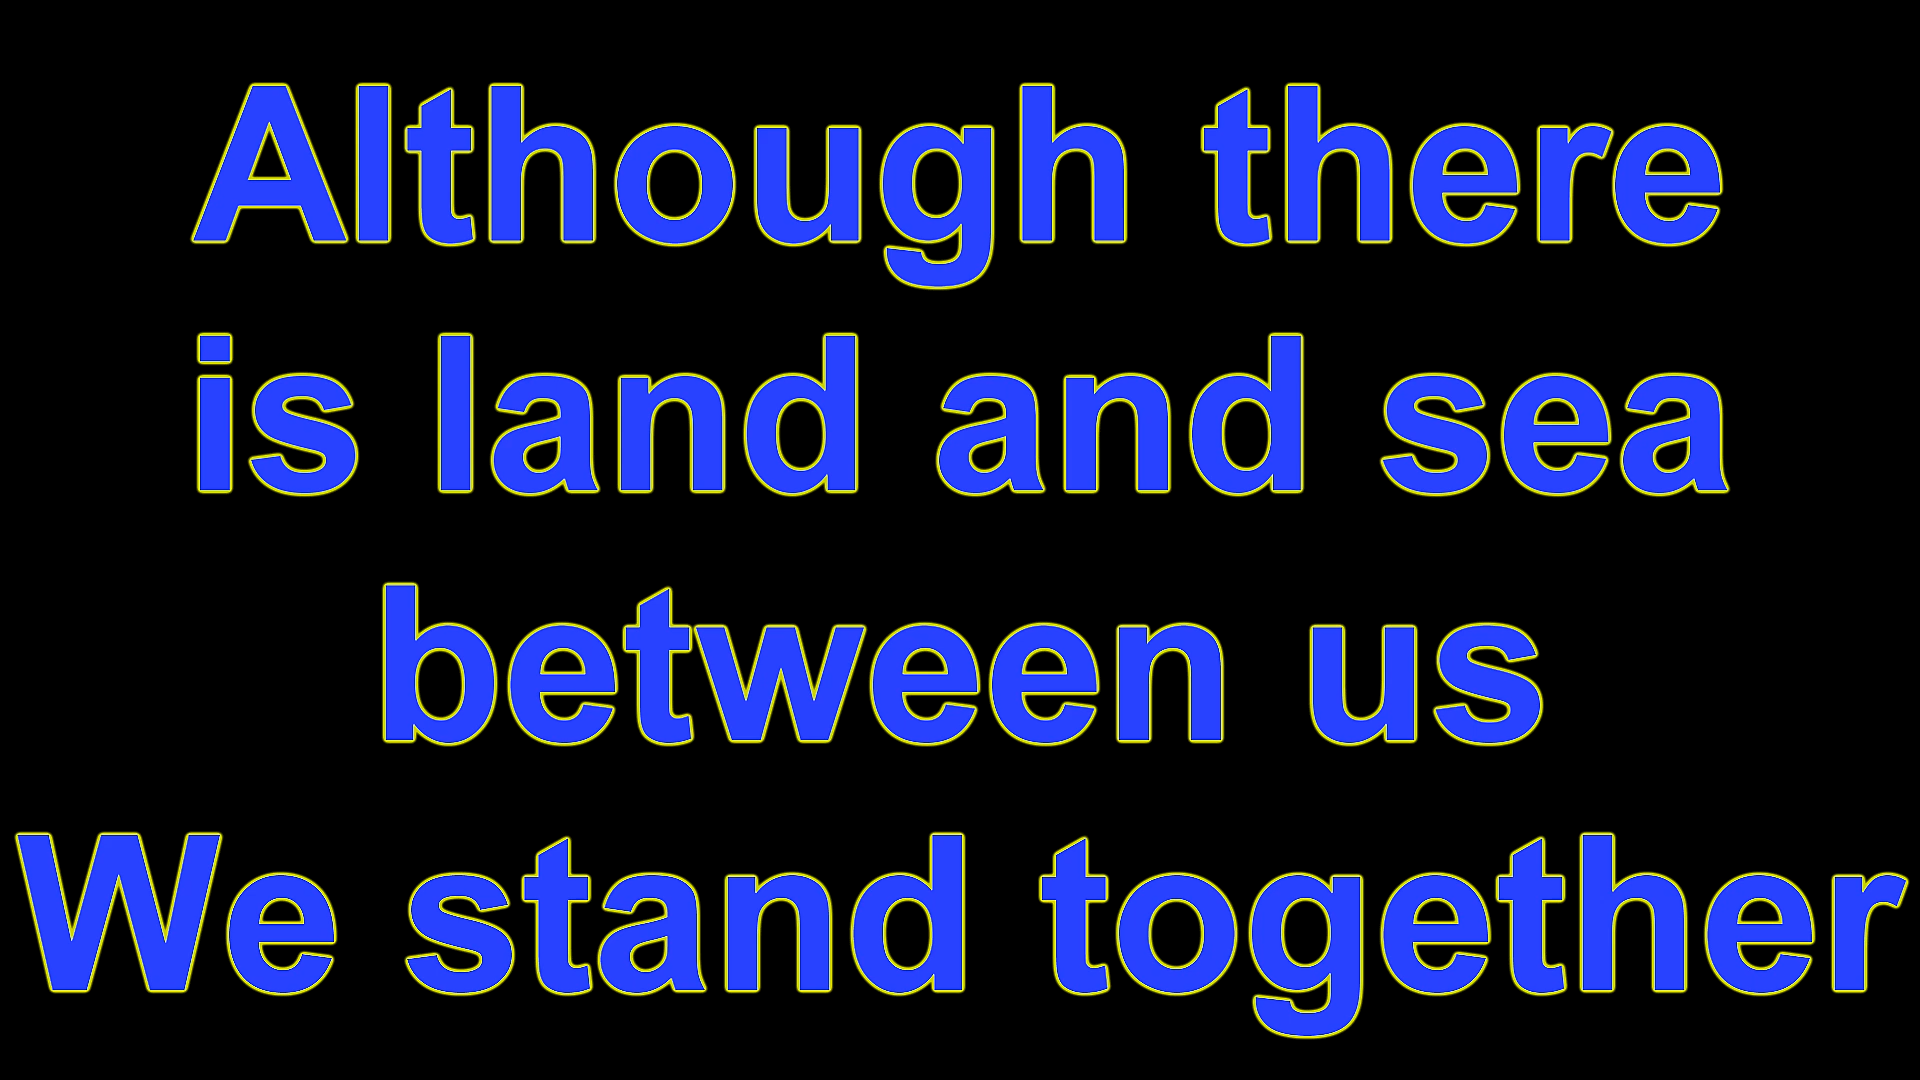 Although there
is land and sea
between us
We stand together